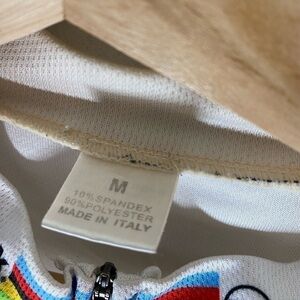 M
10%SPANDEX
90%POLYESTER
MADE IN ITALY